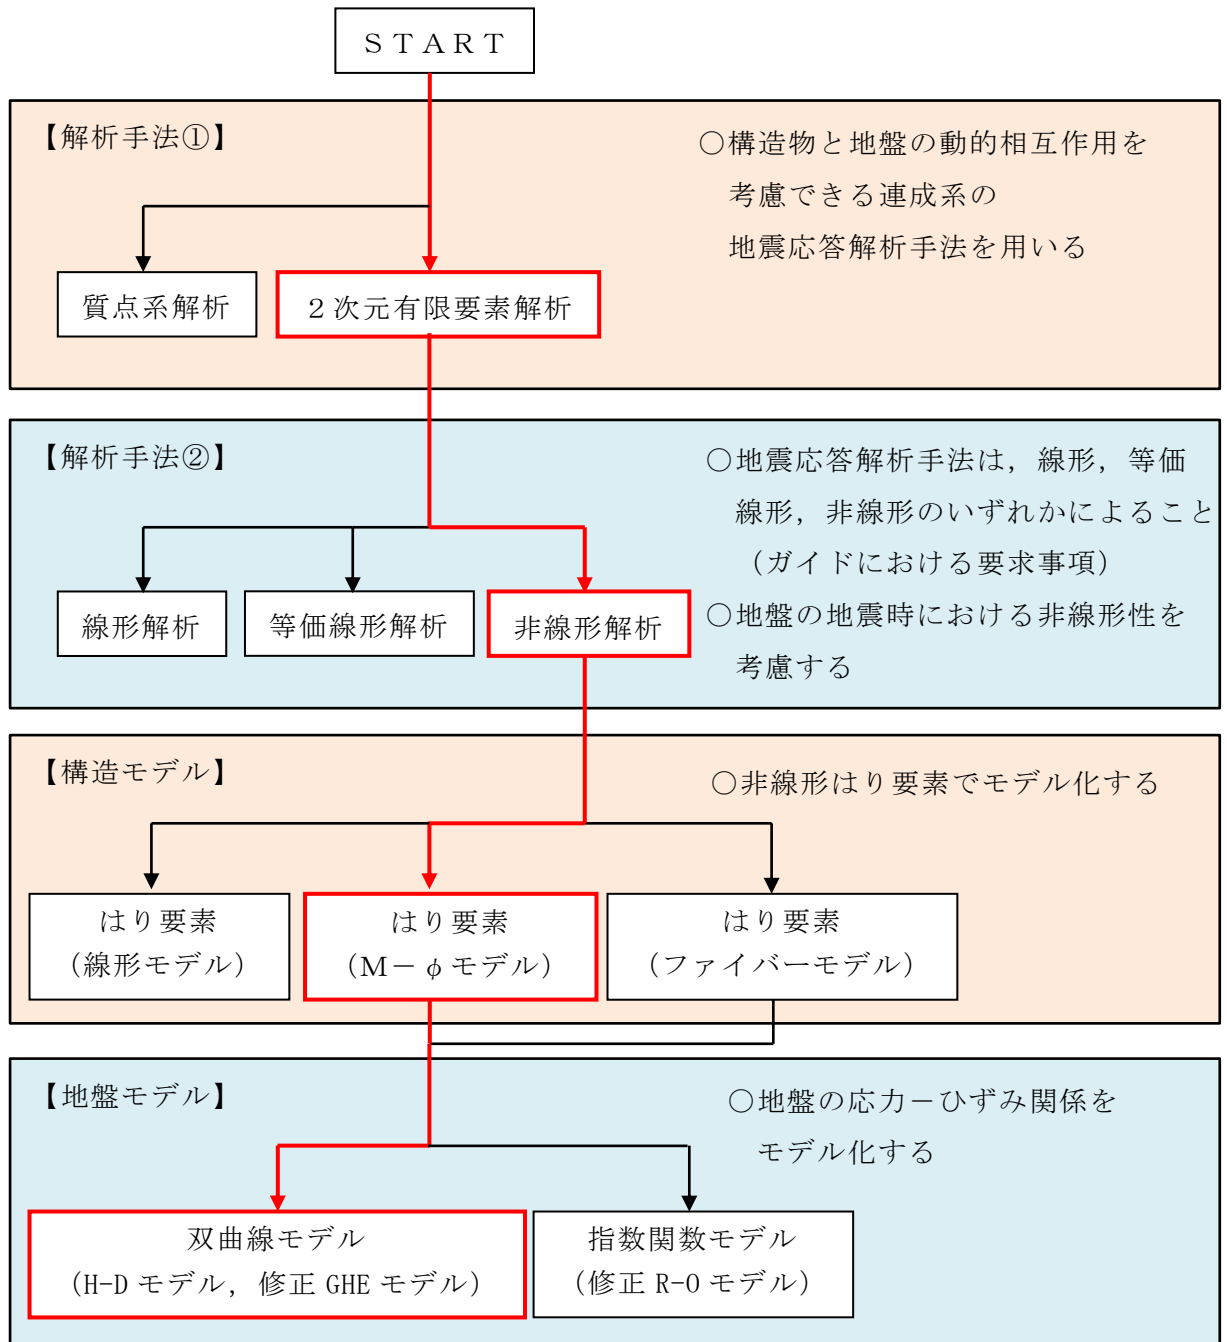 ＳＴＡＲＴ
【解析手法①】
○構造物と地盤の動的相互作用を
考慮できる連成系の
地震応答解析手法を用いる
質点系解析
２次元有限要素解析
【解析手法②】
○地震応答解析手法は，線形，等価
線形，非線形のいずれかによること
（ガイドにおける要求事項）
○地盤の地震時における非線形性を
考慮する
線形解析
等価線形解析
非線形解析
【構造モデル】
○非線形はり要素でモデル化する
はり要素
（線形モデル）
はり要素
（M－φモデル）
はり要素
（ファイバーモデル）
【地盤モデル】
○地盤の応力－ひずみ関係を
モデル化する
双曲線モデル
（H-D モデル，修正 GHE モデル）
指数関数モデル
（修正 R-O モデル）